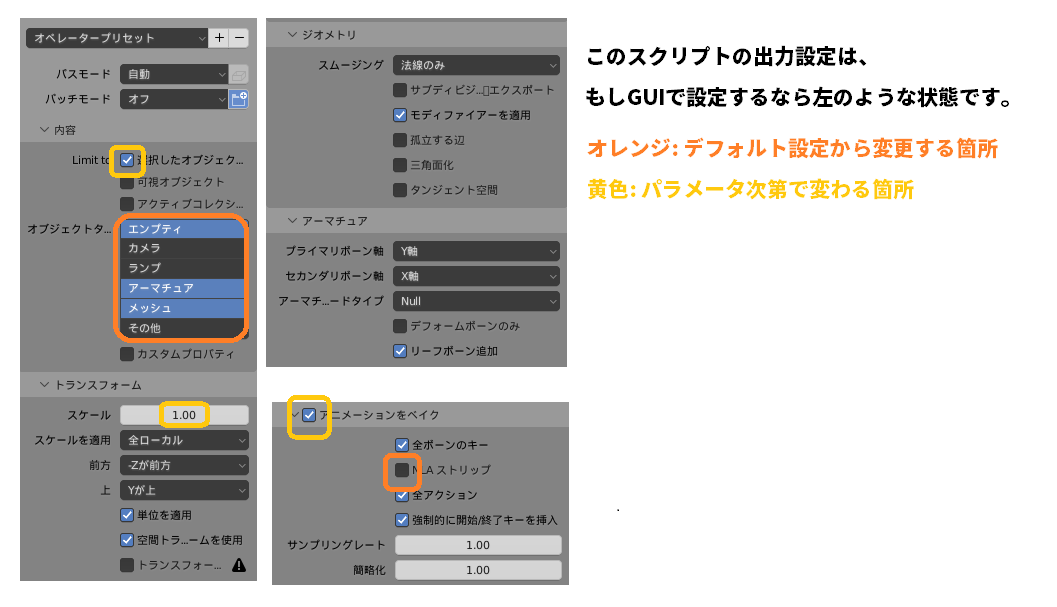 オペレータープリセット
+ −
パスモード 自動
バッチモード オフ
内容
Limit to 選択したオブジェク...
可視オブジェクト
アクティブコレクシ...
オブジェクトタ...
エンプティ
カメラ
ランプ
アーマチュア
メッシュ
その他
カスタムプロパティ
トランスフォーム
スケール 1.00
スケールを適用 全ローカル
前方 -Zが前方
上 Yが上
単位を適用
空間トラ...ームを使用
トランスフォー...
ジオメトリ
スムージング 法線のみ
サブディビジ...▯エクスポート
モディファイアーを適用
孤立する辺
三角面化
タンジェント空間
アーマチュア
プライマリボーン軸 Y軸
セカンダリボーン軸 X軸
アーマチ...ードタイプ Null
デフォームボーンのみ
リーフボーン追加
アニメーションをベイク
全ボーンのキー
NLAストリップ
全アクション
強制的に開始/終了キーを挿入
サンプリングレート 1.00
簡略化 1.00
このスクリプトの出力設定は、
もしGUIで設定するなら左のような状態です。
オレンジ: デフォルト設定から変更する箇所
黄色: パラメータ次第で変わる箇所
.